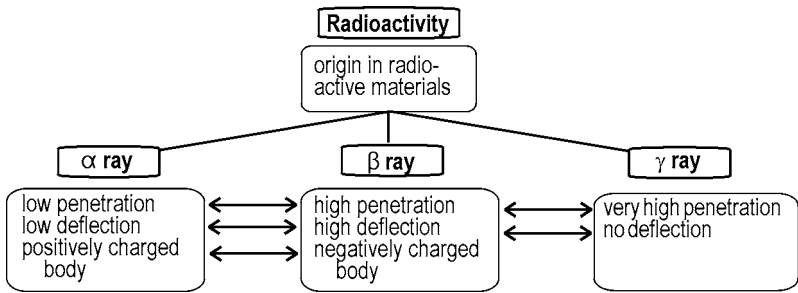 Radioactivity
origin in radio-
active materials
α ray
β ray
γ ray
low penetration
low deflection
positively charged
body
high penetration
high deflection
negatively charged
body
very high penetration
no deflection